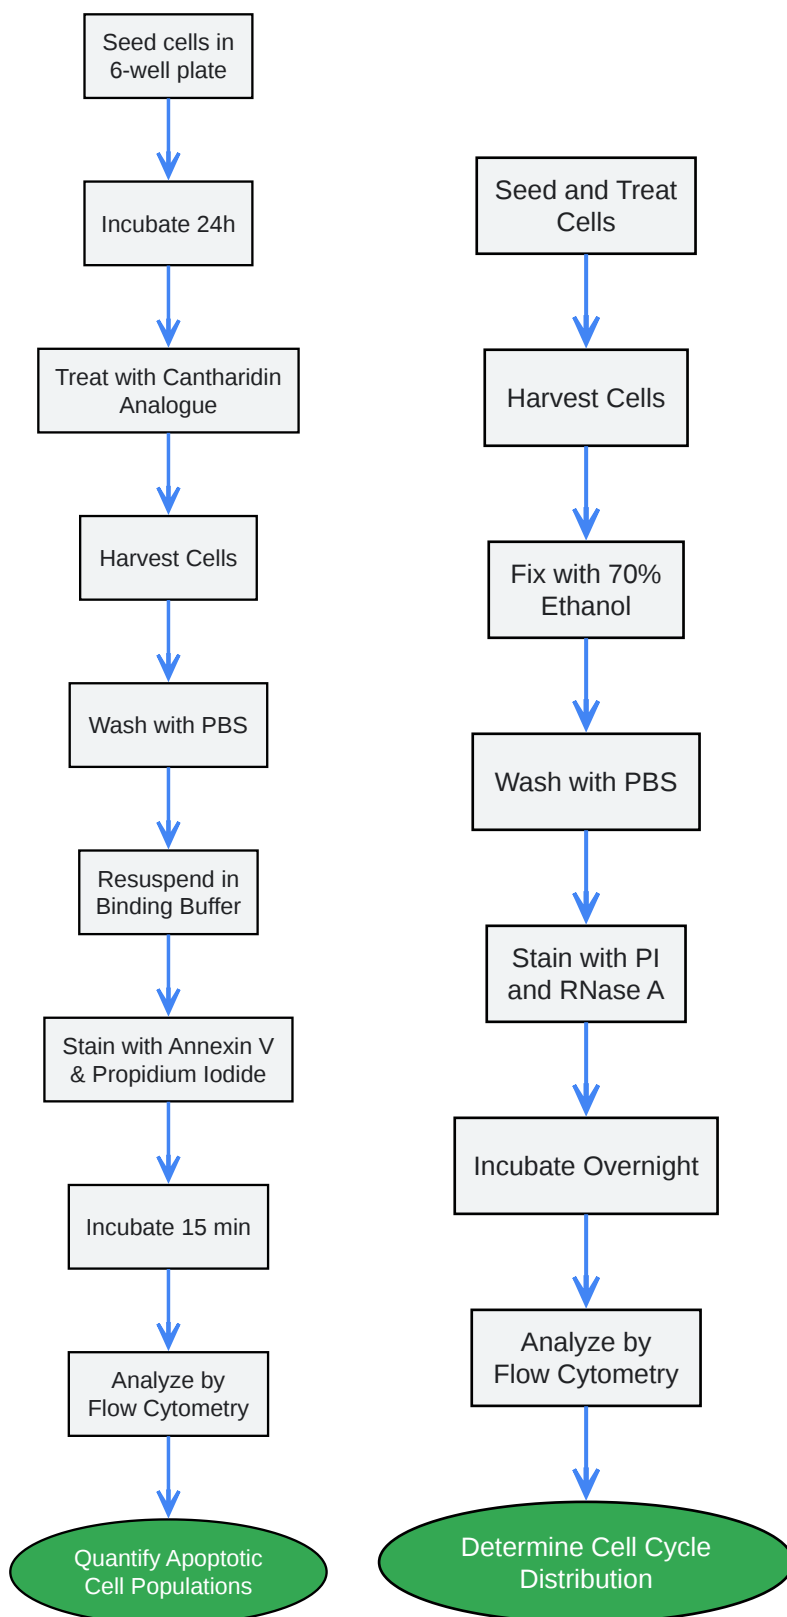 Seed cells in
6-well plate
Incubate 24h
Treat with Cantharidin
Analogue
Harvest Cells
Wash with PBS
Resuspend in
Binding Buffer
Stain with Annexin V
& Propidium Iodide
Incubate 15 min
Analyze by
Flow Cytometry
Quantify Apoptotic
Cell Populations
Seed and Treat
Cells
Harvest Cells
Fix with 70%
Ethanol
Wash with PBS
Stain with PI
and RNase A
Incubate Overnight
Analyze by
Flow Cytometry
Determine Cell Cycle
Distribution